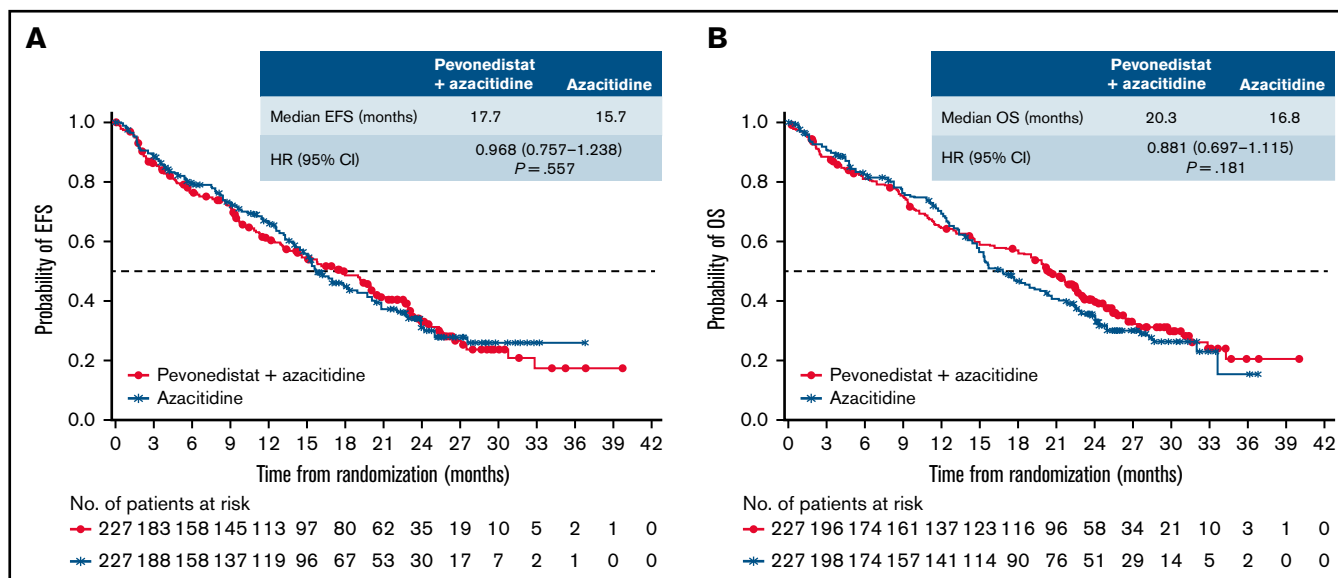 A
Pevonedistat + azacitidine Azacitidine
Median EFS (months) 17.7 15.7
HR (95% CI) 0.968 (0.757–1.238)
P = .557
Probability of EFS
1.0
0.8
0.6
0.4
0.2
0.0
Pevonedistat + azacitidine
Azacitidine
0 3 6 9 12 15 18 21 24 27 30 33 36 39 42
Time from randomization (months)
No. of patients at risk
227 183 158 145 113 97 80 62 35 19 10 5 2 1 0
227 188 158 137 119 96 67 53 30 17 7 2 1 0 0
B
Pevonedistat + azacitidine Azacitidine
Median OS (months) 20.3 16.8
HR (95% CI) 0.881 (0.697–1.115)
P = .181
Probability of OS
1.0
0.8
0.6
0.4
0.2
0.0
Pevonedistat + azacitidine
Azacitidine
0 3 6 9 12 15 18 21 24 27 30 33 36 39 42
Time from randomization (months)
No. of patients at risk
227 196 174 161 137 123 116 96 58 34 21 10 3 1 0
227 198 174 157 141 114 90 76 51 29 14 5 2 0 0